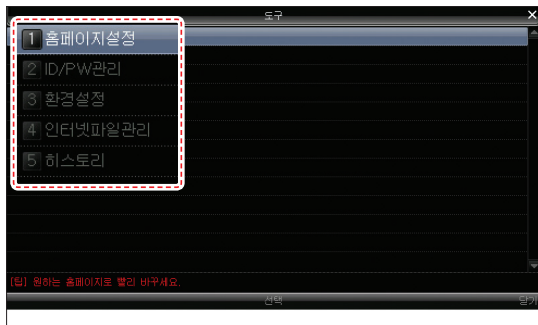 도구
1 홈페이지설정
2 ID/PW관리
3 환경설정
4 인터넷파일관리
5 히스토리
[팁] 원하는 홈페이지로 빨리 바꾸세요.
선택 닫기